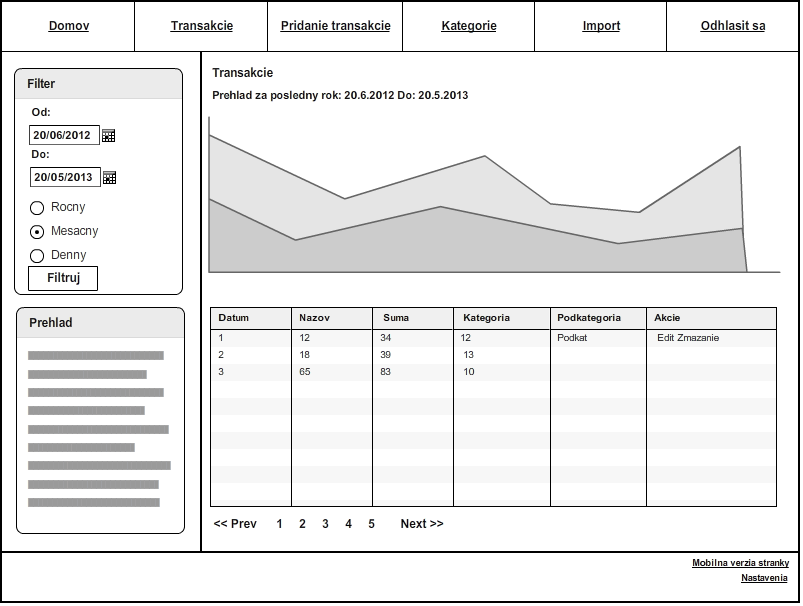 Domov Transakcie Pridanie transakcie Kategorie Import Odhlasit sa
Filter
Od:
20/06/2012
Do:
20/05/2013
Rocny
Mesacny
Denny
Filtruj
Prehlad
Transakcie
Prehlad za posledny rok: 20.6.2012 Do: 20.5.2013
Datum Nazov Suma Kategoria Podkategoria Akcie
1 12 34 12 Podkat Edit Zmazanie
2 18 39 13
3 65 83 10
<< Prev 1 2 3 4 5 Next >>
Mobilna verzia stranky
Nastavenia